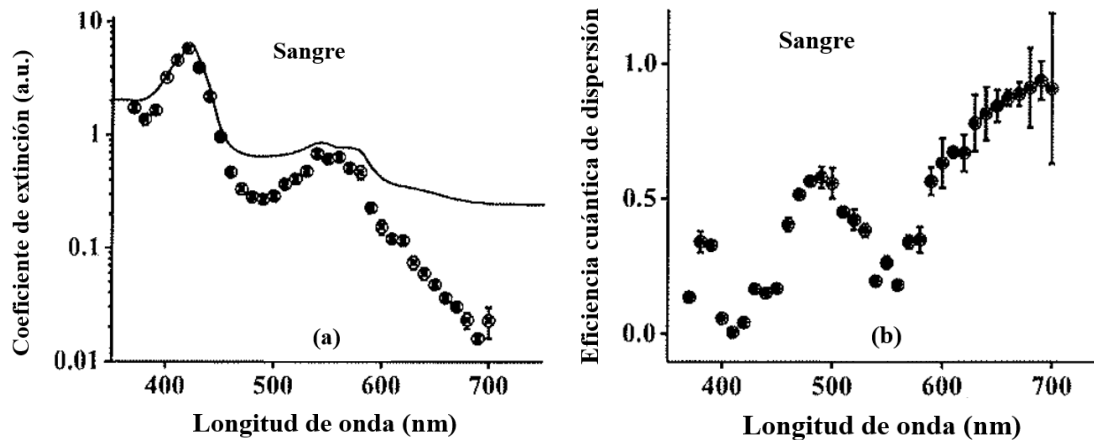 Coeficiente de extinción (a.u.)
10
1
0.1
0.01
Sangre
(a)
400 500 600 700
Longitud de onda (nm)
Eficiencia cuántica de dispersión
1.0
0.5
0.0
Sangre
(b)
400 500 600 700
Longitud de onda (nm)